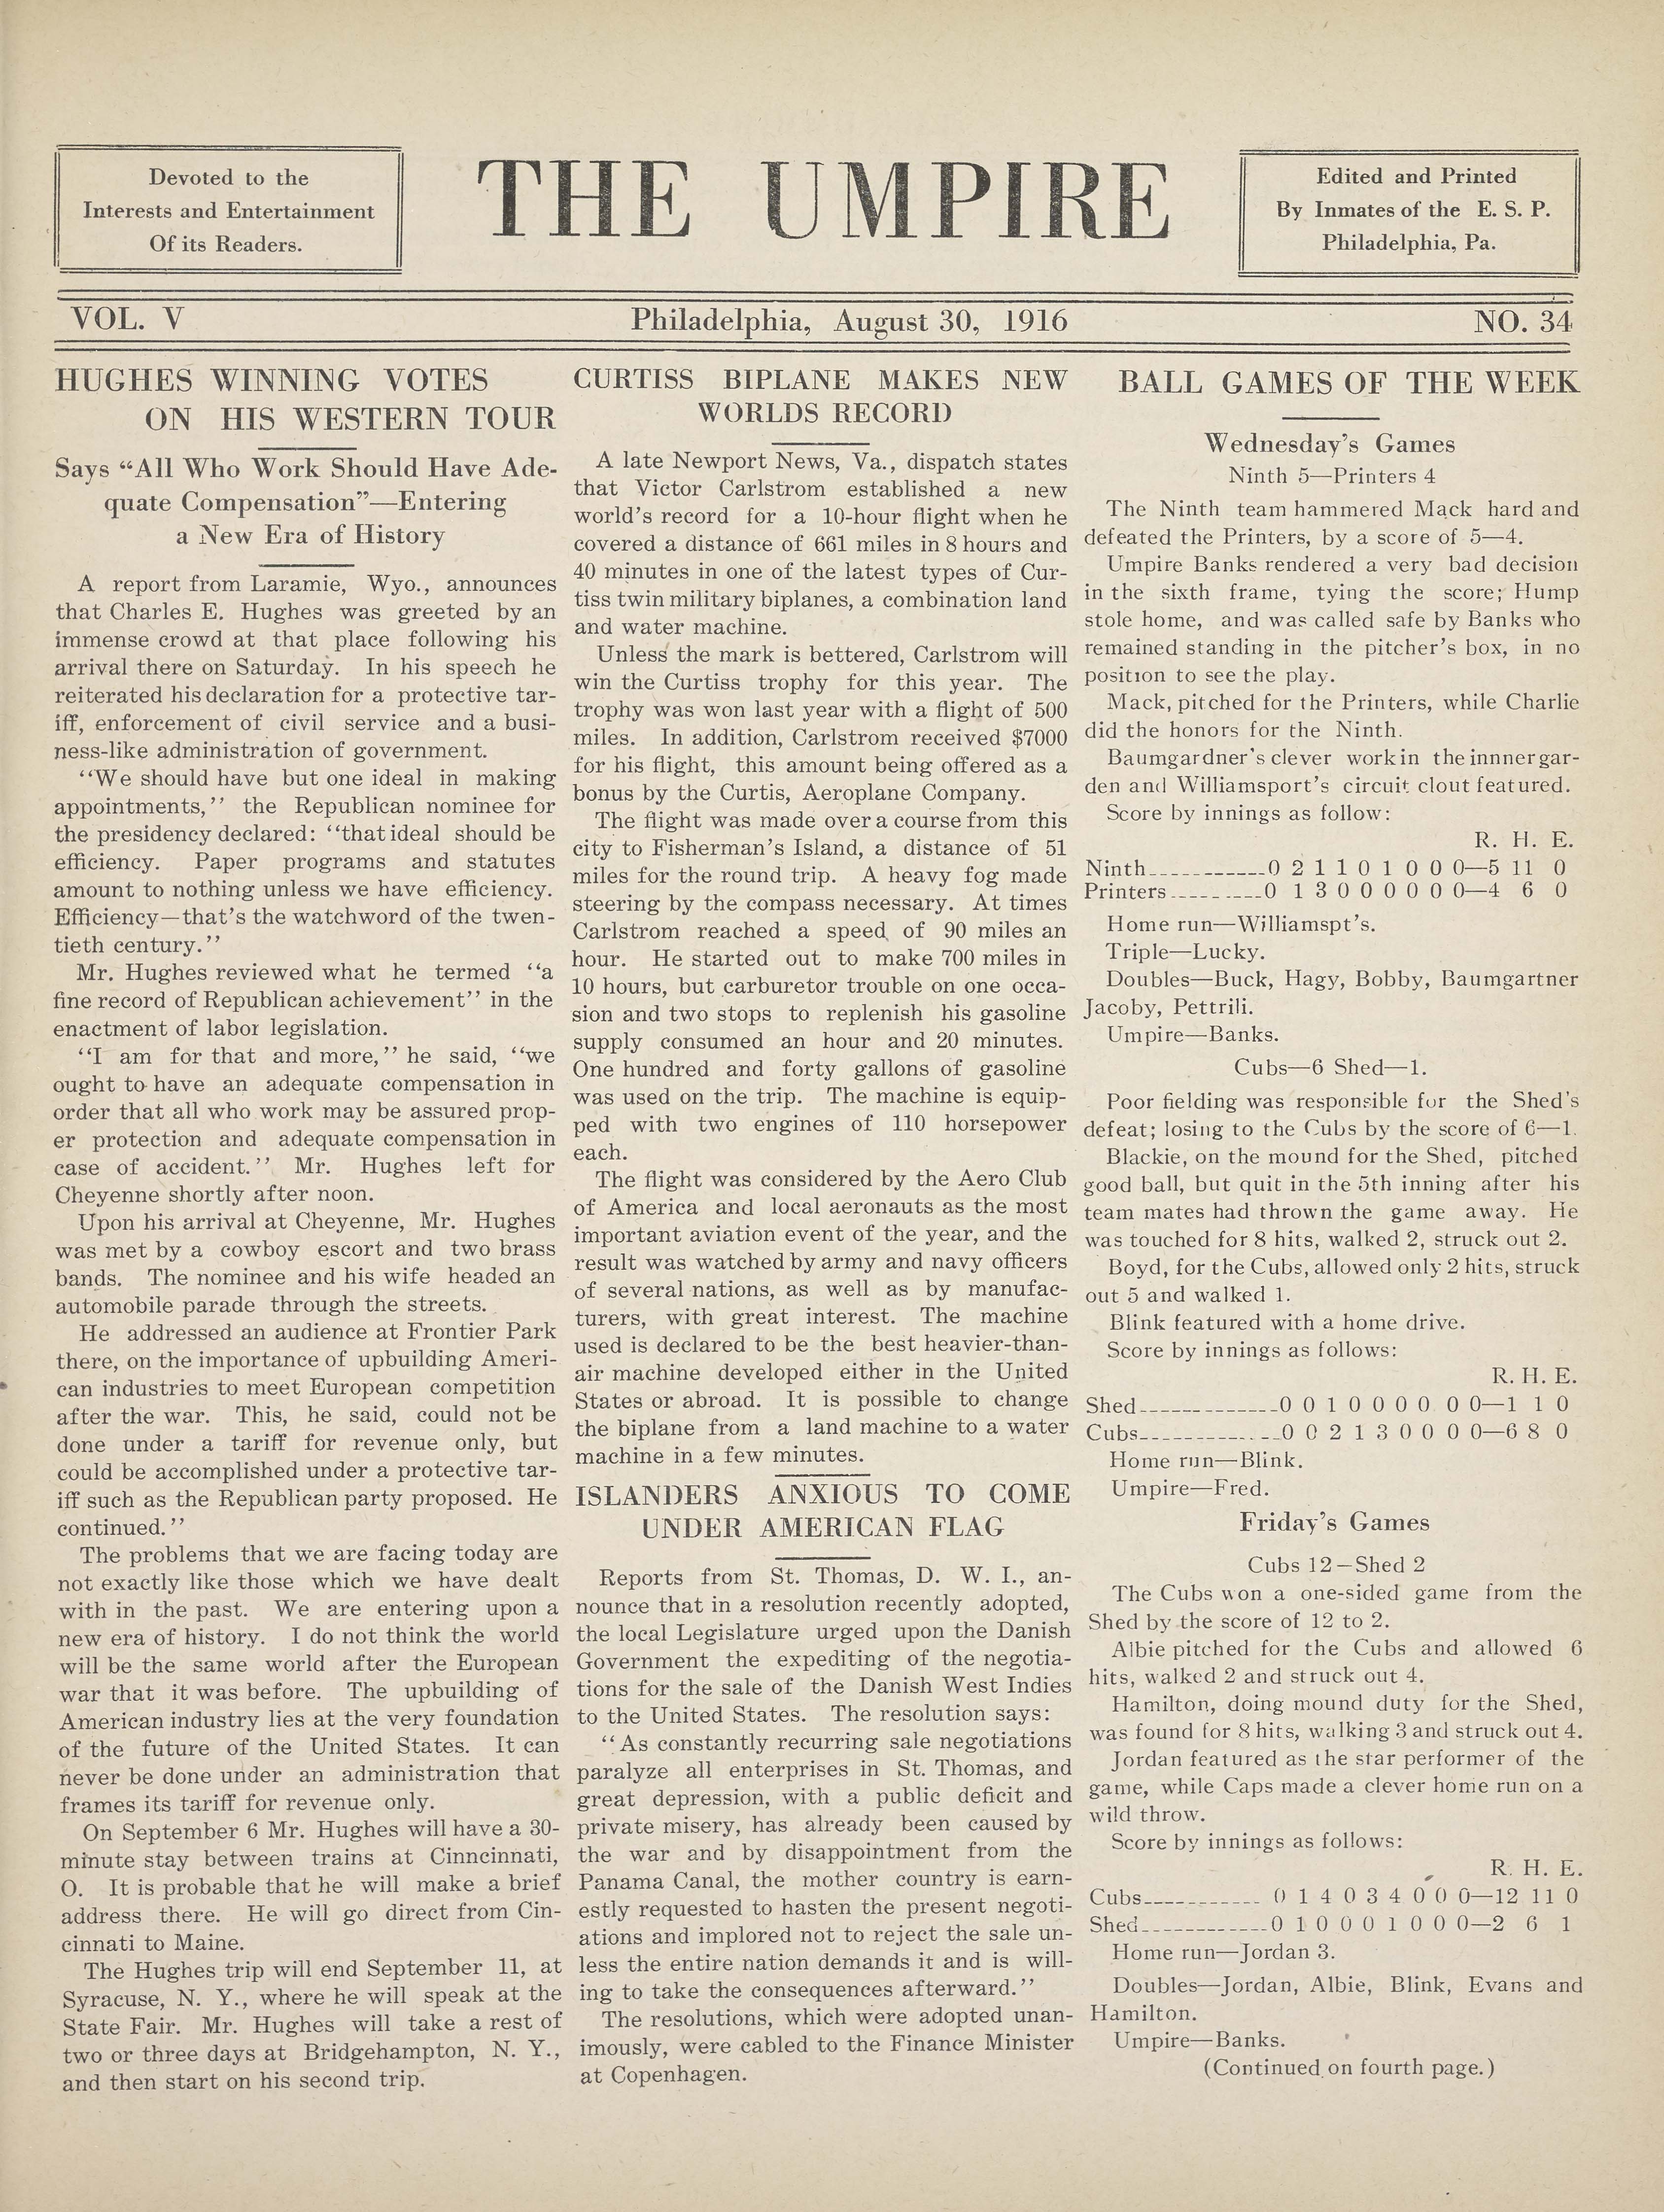 Devoted to the
Interests and Entertainment
Of its Readers.
THE UMPIRE
Edited and Printed
By Inmates of the E. S. P.
Philadelphia, Pa.
VOL. V
Philadelphia, August 30, 1916
NO. 34
HUGHES WINNING VOTES
ON HIS WESTERN TOUR
Says “All Who Work Should Have Ade-
quate Compensation”—Entering
a New Era of History
A report from Laramie, Wyo., announces
that Charles E. Hughes was greeted by an
immense crowd at that place following his
arrival there on Saturday. In his speech he
reiterated his declaration for a protective tar-
iff, enforcement of civil service and a busi-
ness-like administration of government.
‘‘We should have but one ideal in making
appointments,’’ the Republican nominee for
the presidency declared: ‘‘that ideal should be
efficiency. Paper programs and statutes
amount to nothing unless we have efficiency.
Efficiency—that’s the watchword of the twen-
tieth century.’’
Mr. Hughes reviewed what he termed ‘‘a
fine record of Republican achievement’’ in the
enactment of labor legislation.
‘‘I am for that and more,’’ he said, ‘‘we
ought to have an adequate compensation in
order that all who work may be assured prop-
er protection and adequate compensation in
case of accident.’’ Mr. Hughes left for
Cheyenne shortly after noon.
Upon his arrival at Cheyenne, Mr. Hughes
was met by a cowboy escort and two brass
bands. The nominee and his wife headed an
automobile parade through the streets.
He addressed an audience at Frontier Park
there, on the importance of upbuilding Ameri-
can industries to meet European competition
after the war. This, he said, could not be
done under a tariff for revenue only, but
could be accomplished under a protective tar-
iff such as the Republican party proposed. He
continued.’’
The problems that we are facing today are
not exactly like those which we have dealt
with in the past. We are entering upon a
new era of history. I do not think the world
will be the same world after the European
war that it was before. The upbuilding of
American industry lies at the very foundation
of the future of the United States. It can
never be done under an administration that
frames its tariff for revenue only.
On September 6 Mr. Hughes will have a 30-
minute stay between trains at Cinncinnati,
O. It is probable that he will make a brief
address there. He will go direct from Cin-
cinnati to Maine.
The Hughes trip will end September 11, at
Syracuse, N. Y., where he will speak at the
State Fair. Mr. Hughes will take a rest of
two or three days at Bridgehampton, N. Y.,
and then start on his second trip.
CURTISS BIPLANE MAKES NEW
WORLDS RECORD
A late Newport News, Va., dispatch states
that Victor Carlstrom established a new
world’s record for a 10-hour flight when he
covered a distance of 661 miles in 8 hours and
40 minutes in one of the latest types of Cur-
tiss twin military biplanes, a combination land
and water machine.
Unless the mark is bettered, Carlstrom will
win the Curtiss trophy for this year. The
trophy was won last year with a flight of 500
miles. In addition, Carlstrom received $7000
for his flight, this amount being offered as a
bonus by the Curtis, Aeroplane Company.
The flight was made over a course from this
city to Fisherman’s Island, a distance of 51
miles for the round trip. A heavy fog made
steering by the compass necessary. At times
Carlstrom reached a speed of 90 miles an
hour. He started out to make 700 miles in
10 hours, but carburetor trouble on one occa-
sion and two stops to replenish his gasoline
supply consumed an hour and 20 minutes.
One hundred and forty gallons of gasoline
was used on the trip. The machine is equip-
ped with two engines of 110 horsepower
each.
The flight was considered by the Aero Club
of America and local aeronauts as the most
important aviation event of the year, and the
result was watched by army and navy officers
of several nations, as well as by manufac-
turers, with great interest. The machine
used is declared to be the best heavier-than-
air machine developed either in the United
States or abroad. It is possible to change
the biplane from a land machine to a water
machine in a few minutes.
ISLANDERS ANXIOUS TO COME
UNDER AMERICAN FLAG
Reports from St. Thomas, D. W. I., an-
nounce that in a resolution recently adopted,
the local Legislature urged upon the Danish
Government the expediting of the negotia-
tions for the sale of the Danish West Indies
to the United States. The resolution says:
‘‘As constantly recurring sale negotiations
paralyze all enterprises in St. Thomas, and
great depression, with a public deficit and
private misery, has already been caused by
the war and by disappointment from the
Panama Canal, the mother country is earn-
estly requested to hasten the present negoti-
ations and implored not to reject the sale un-
less the entire nation demands it and is will-
ing to take the consequences afterward.’’
The resolutions, which were adopted unan-
imously, were cabled to the Finance Minister
at Copenhagen.
BALL GAMES OF THE WEEK
Wednesday’s Games
Ninth 5—Printers 4
The Ninth team hammered Mack hard and
defeated the Printers, by a score of 5—4.
Umpire Banks rendered a very bad decision
in the sixth frame, tying the score; Hump
stole home, and was called safe by Banks who
remained standing in the pitcher’s box, in no
position to see the play.
Mack, pitched for the Printers, while Charlie
did the honors for the Ninth.
Baumgardner’s clever work in the innner gar-
den and Williamsport’s circuit clout featured.
Score by innings as follow:
R. H. E.
Ninth------------0 2 1 1 0 1 0 0 0—5 11 0
Printers----------0 1 3 0 0 0 0 0 0—4 6 0
Home run—Williamspt’s.
Triple—Lucky.
Doubles—Buck, Hagy, Bobby, Baumgartner
Jacoby, Pettrili.
Umpire—Banks.
Cubs—6 Shed—1.
Poor fielding was responsible for the Shed’s
defeat; losing to the Cubs by the score of 6—1.
Blackie, on the mound for the Shed, pitched
good ball, but quit in the 5th inning after his
team mates had thrown the game away. He
was touched for 8 hits, walked 2, struck out 2.
Boyd, for the Cubs, allowed only 2 hits, struck
out 5 and walked 1.
Blink featured with a home drive.
Score by innings as follows:
R. H. E.
Shed--------------0 0 1 0 0 0 0 0 0—1 1 0
Cubs--------------0 0 2 1 3 0 0 0 0—6 8 0
Home run—Blink.
Umpire—Fred.
Friday’s Games
Cubs 12—Shed 2
The Cubs won a one-sided game from the
Shed by the score of 12 to 2.
Albie pitched for the Cubs and allowed 6
hits, walked 2 and struck out 4.
Hamilton, doing mound duty for the Shed,
was found for 8 hits, walking 3 and struck out 4.
Jordan featured as the star performer of the
game, while Caps made a clever home run on a
wild throw.
Score by innings as follows:
R. H. E.
Cubs------------ 0 1 4 0 3 4 0 0 0—12 11 0
Shed-------------0 1 0 0 0 1 0 0 0—2 6 1
Home run—Jordan 3.
Doubles—Jordan, Albie, Blink, Evans and
Hamilton.
Umpire—Banks.
(Continued on fourth page.)